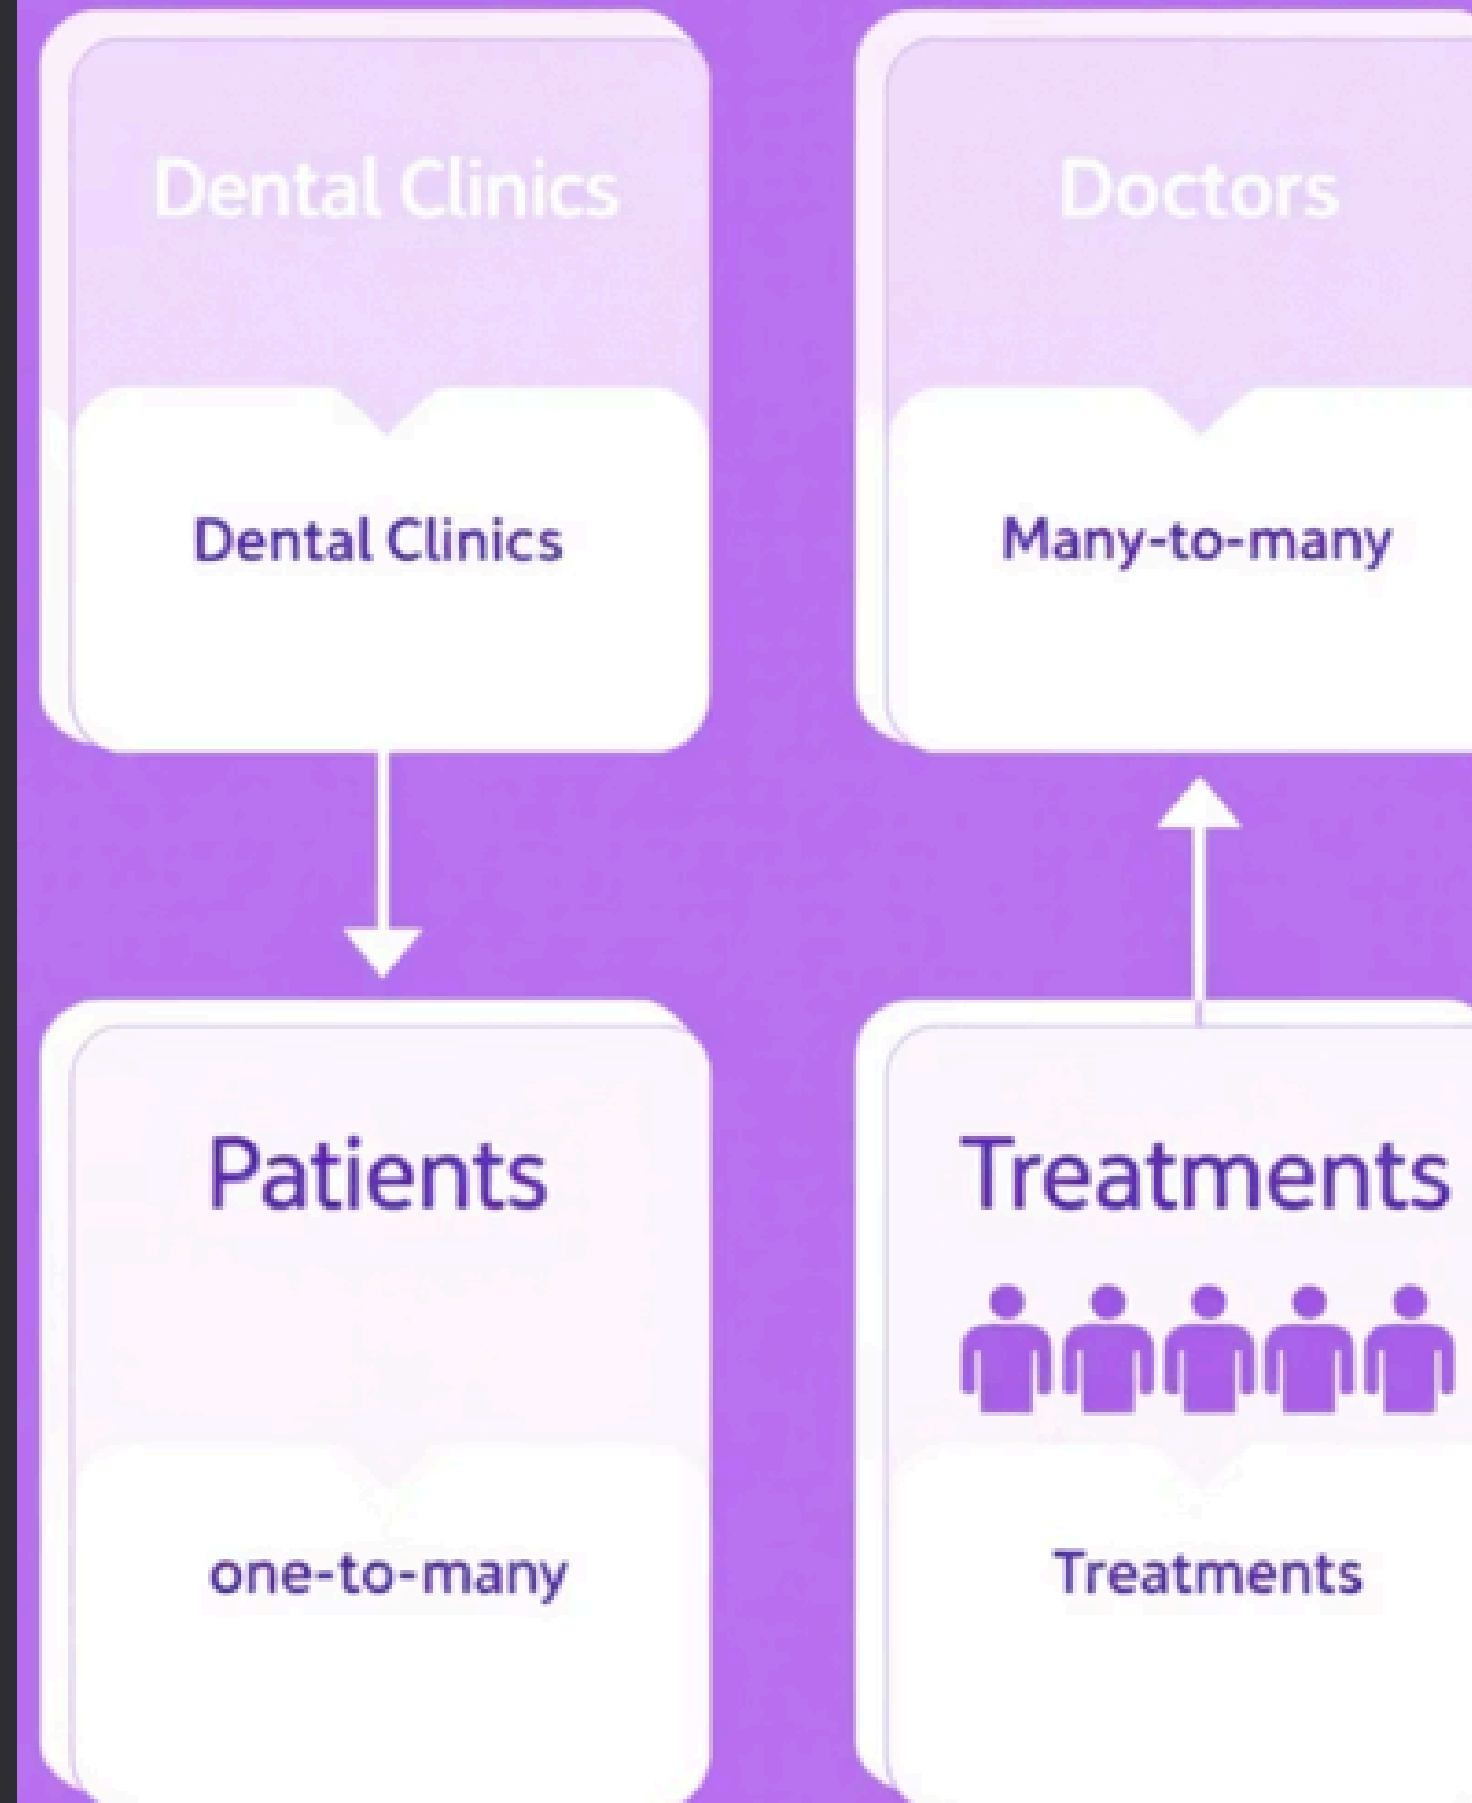 Dental Clinics
Dental Clinics
Doctors
Many-to-many
Patients
one-to-many
Treatments
Treatments